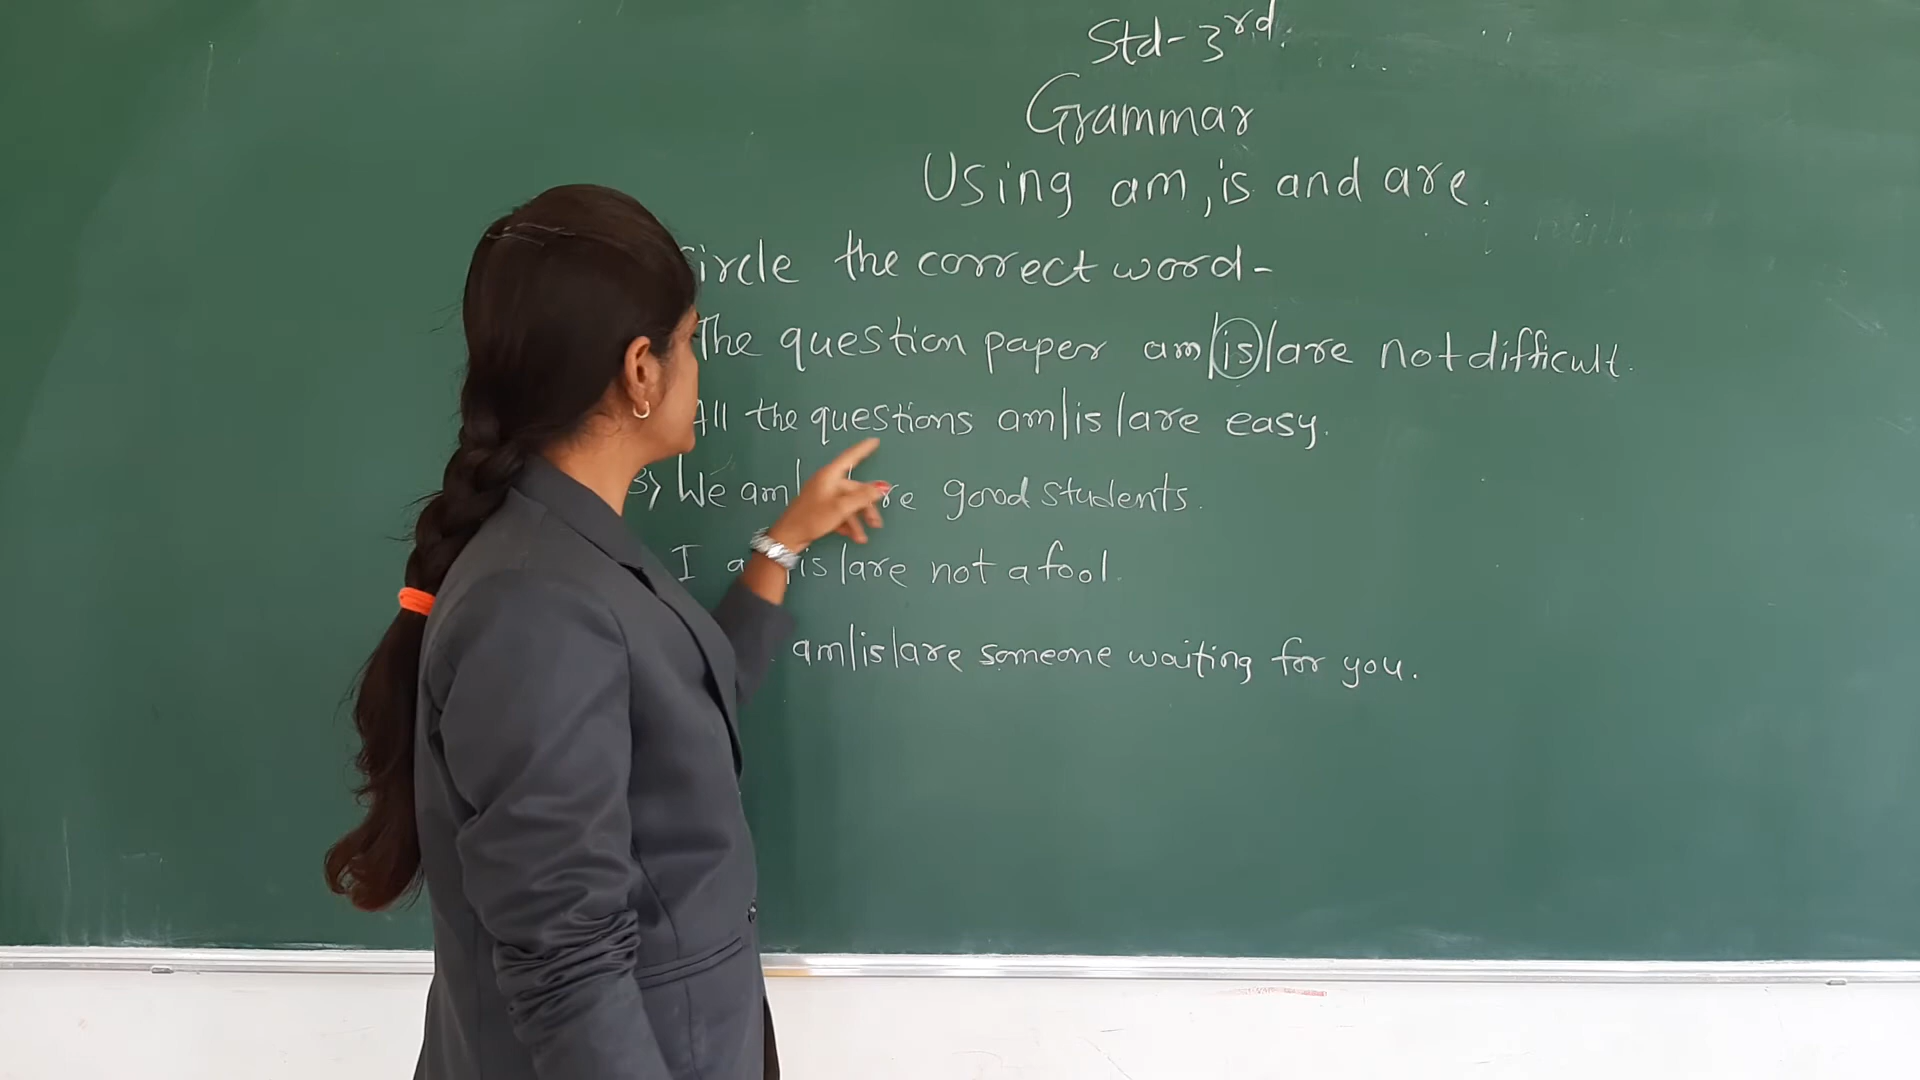 Std- 3rd.
Grammar
Using am, is and are.
Circle the correct word-
The question paper am/is/are not difficult.
All the questions am/is/are easy.
3) We am/ are good students.
I am/is/are not a fool.
am/is/are someone waiting for you.